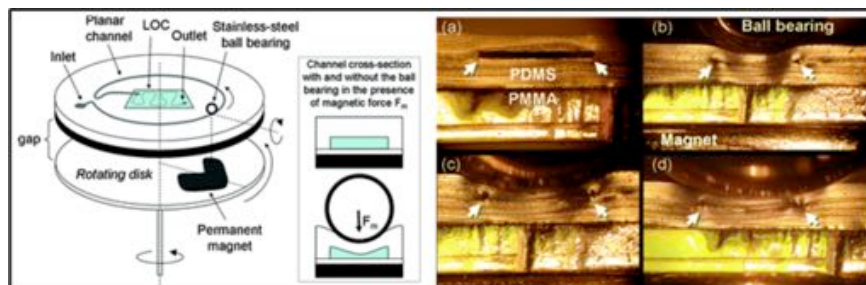 Planar
channel
LOC
Outlet
Stainless-steel
ball bearing
Inlet
gap
Rotating disk
Permanent
magnet
Channel cross-section
with and without the ball
bearing in the presence
of magnetic force Fm
Fm
(a)
PDMS
PMMA
(b)
Ball bearing
Magnet
(c)
(d)